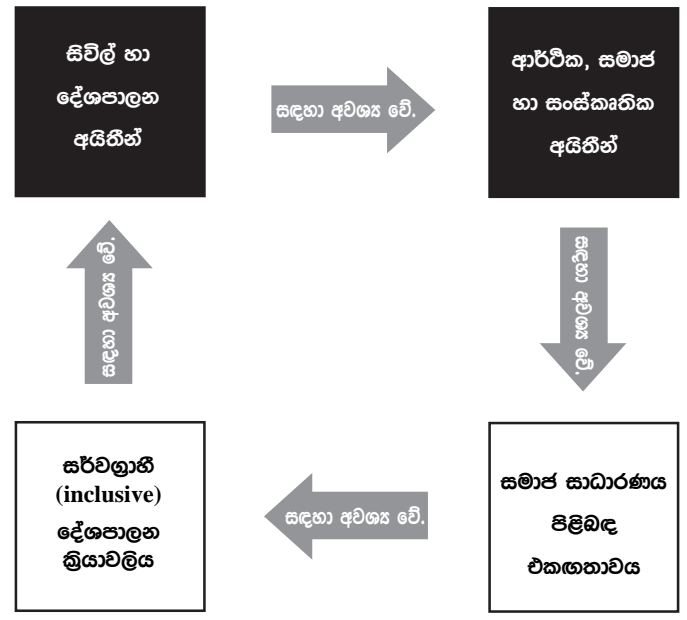 සිවිල් හා
දේශපාලන
අයිතීන්
සඳහා අවශ්‍ය වේ.
ආර්ථික, සමාජ
හා සංස්කෘතික
අයිතීන්
සඳහා අවශ්‍ය වේ.
සඳහා අවශ්‍ය වේ.
සර්වග්‍රාහී
(inclusive)
දේශපාලන
ක්‍රියාවලිය
සඳහා අවශ්‍ය වේ.
සමාජ සාධාරණය
පිළිබඳ
එකඟතාවය